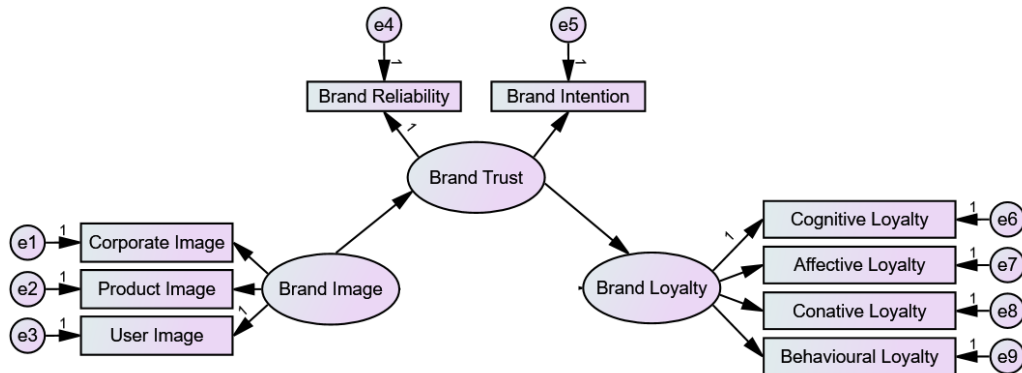 e4
e5
1
1
Brand Reliability
Brand Intention
1
Brand Trust
e1
1
Corporate Image
e2
1
Product Image
e3
1
User Image
1
Brand Image
Brand Loyalty
1
Cognitive Loyalty
1
e6
Affective Loyalty
1
e7
Conative Loyalty
1
e8
Behavioural Loyalty
1
e9